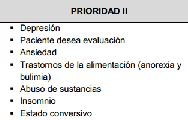 PRIORIDAD II
▪ Depresión
▪ Paciente desea evaluación
▪ Ansiedad
▪ Trastornos de la alimentación (anorexia y
bulimia)
▪ Abuso de sustancias
▪ Insomnio
▪ Estado conversivo